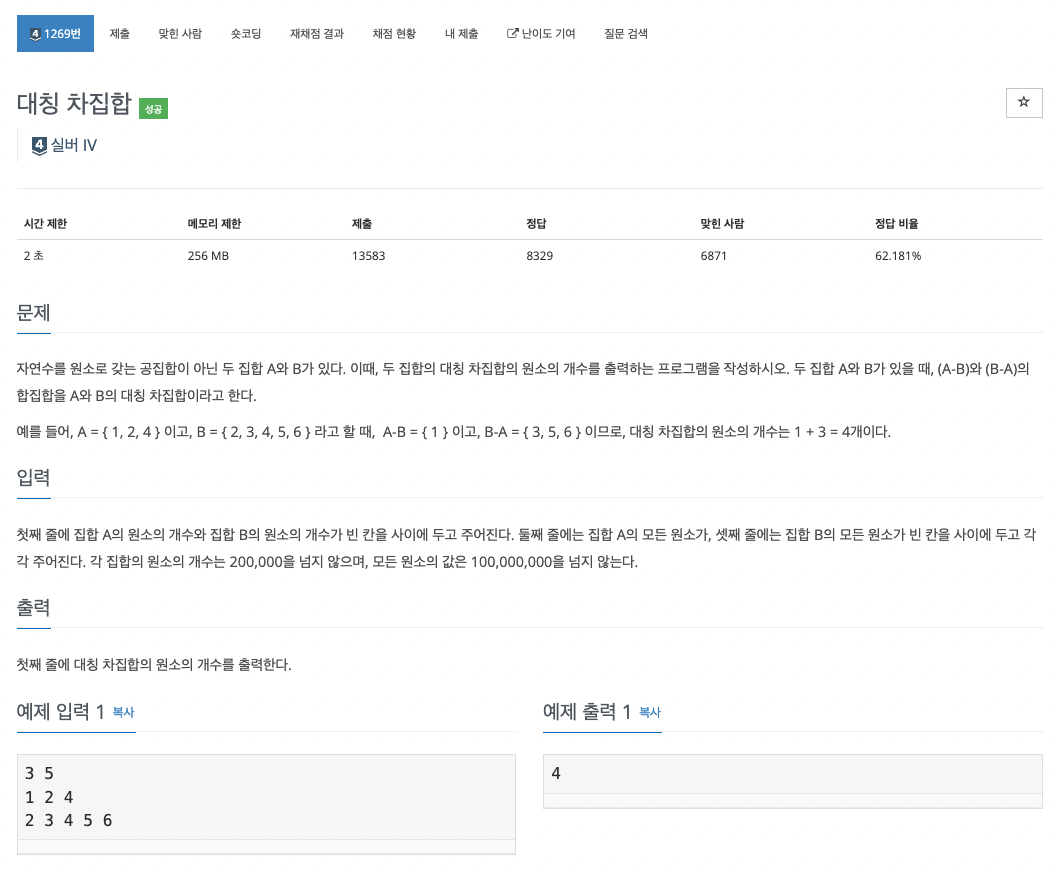 4 1269번 제출 맞힌 사람 숏코딩 재채점 결과 채점 현황 내 제출 난이도 기여 질문 검색
대칭 차집합 성공
4 실버 IV
시간 제한 메모리 제한 제출 정답 맞힌 사람 정답 비율
2 초 256 MB 13583 8329 6871 62.181%
문제
자연수를 원소로 갖는 공집합이 아닌 두 집합 A와 B가 있다. 이때, 두 집합의 대칭 차집합의 원소의 개수를 출력하는 프로그램을 작성하시오. 두 집합 A와 B가 있을 때, (A-B)와 (B-A)의
합집합을 A와 B의 대칭 차집합이라고 한다.
예를 들어, A = { 1, 2, 4 } 이고, B = { 2, 3, 4, 5, 6 } 라고 할 때, A-B = { 1 } 이고, B-A = { 3, 5, 6 } 이므로, 대칭 차집합의 원소의 개수는 1 + 3 = 4개이다.
입력
첫째 줄에 집합 A의 원소의 개수와 집합 B의 원소의 개수가 빈 칸을 사이에 두고 주어진다. 둘째 줄에는 집합 A의 모든 원소가, 셋째 줄에는 집합 B의 모든 원소가 빈 칸을 사이에 두고 각
각 주어진다. 각 집합의 원소의 개수는 200,000을 넘지 않으며, 모든 원소의 값은 100,000,000을 넘지 않는다.
출력
첫째 줄에 대칭 차집합의 원소의 개수를 출력한다.
예제 입력 1 복사
3 5
1 2 4
2 3 4 5 6
예제 출력 1 복사
4